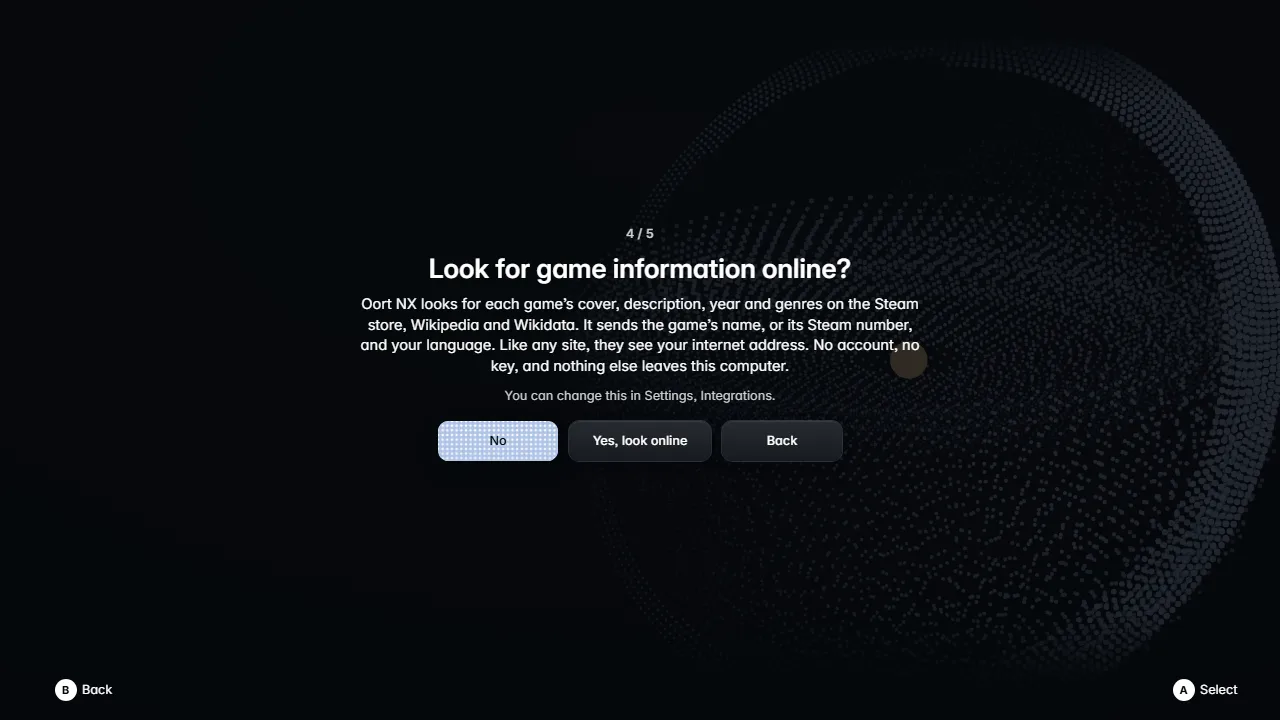 4 / 5
Look for game information online?
Oort NX looks for each game’s cover, description, year and genres on the Steam
store, Wikipedia and Wikidata. It sends the game’s name, or its Steam number,
and your language. Like any site, they see your internet address. No account, no
key, and nothing else leaves this computer.
You can change this in Settings, Integrations.
No
Yes, look online
Back
B Back
A Select